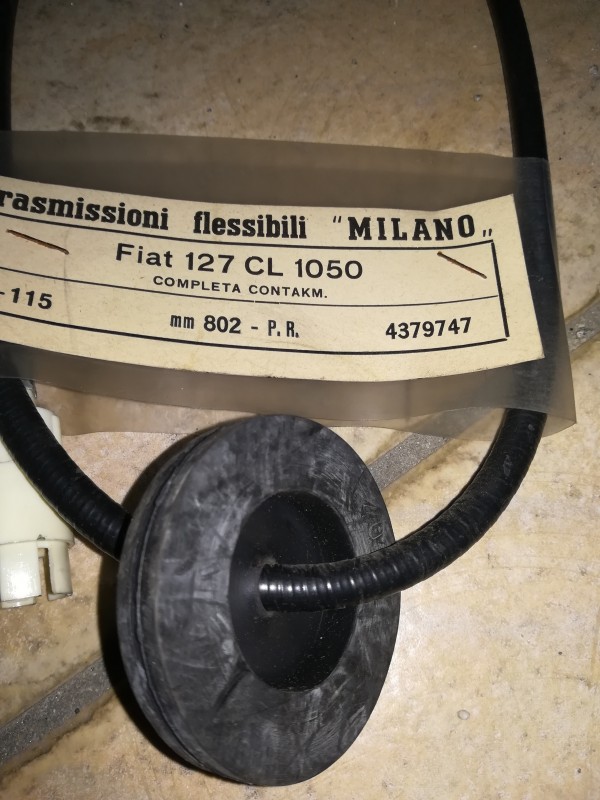 rasmissioni flessibili "MILANO„
Fiat 127 CL 1050
COMPLETA CONTAKM.
-115 mm 802 - P. R. 4379747